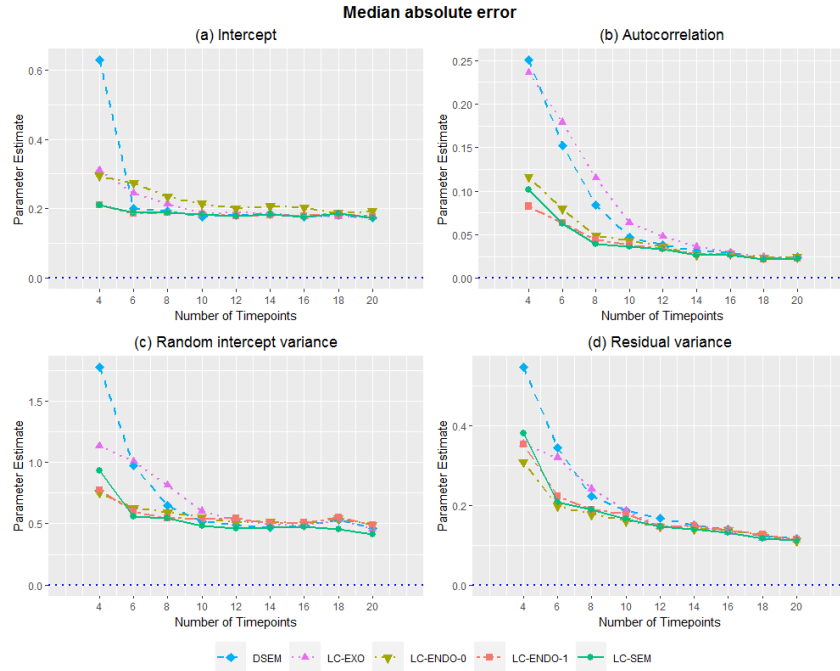 Median absolute error
(a) Intercept
(b) Autocorrelation
Parameter Estimate
0.6
0.4
0.2
0.0
4 6 8 10 12 14 16 18 20
Number of Timepoints
Parameter Estimate
0.25
0.20
0.15
0.10
0.05
0.00
4 6 8 10 12 14 16 18 20
Number of Timepoints
(c) Random intercept variance
(d) Residual variance
Parameter Estimate
1.5
1.0
0.5
0.0
4 6 8 10 12 14 16 18 20
Number of Timepoints
Parameter Estimate
0.4
0.2
0.0
4 6 8 10 12 14 16 18 20
Number of Timepoints
DSEM LC-EXO LC-ENDO-0 LC-ENDO-1 LC-SEM